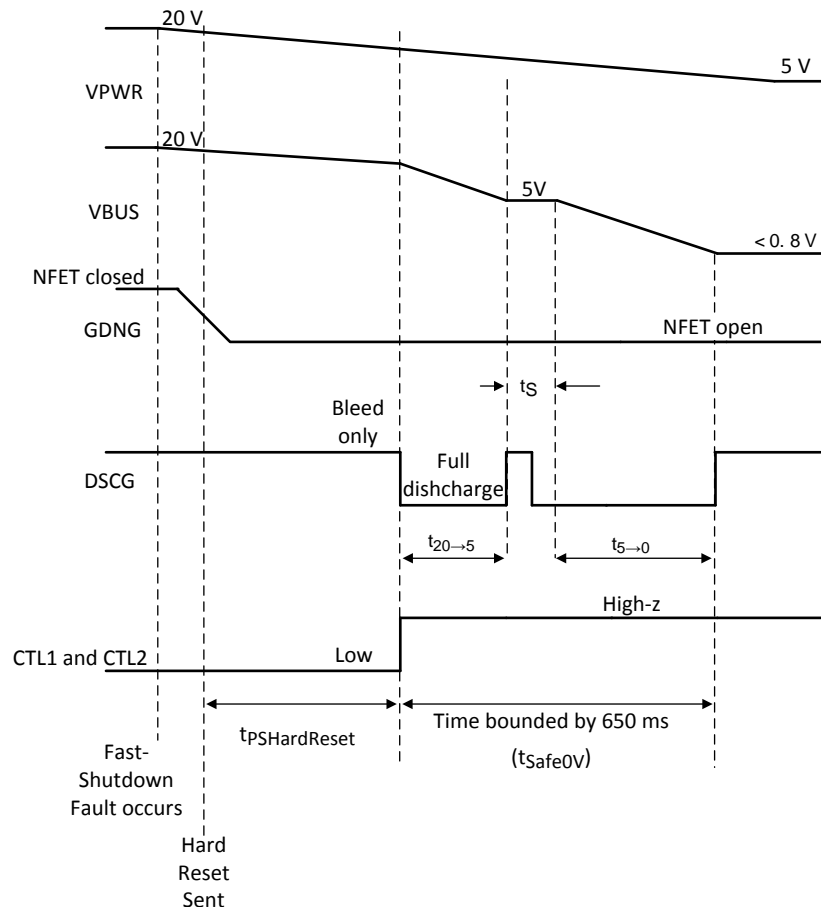 20 V
5 V
VPWR
20 V
5V
VBUS
< 0. 8 V
NFET closed
GDNG
NFET open
tS
Bleed
only
Full
dishcharge
DSCG
t20→5
t5→0
High-z
CTL1 and CTL2
Low
tPSHardReset
Time bounded by 650 ms
(tSafe0V)
Fast-
Shutdown
Fault occurs
Hard
Reset
Sent